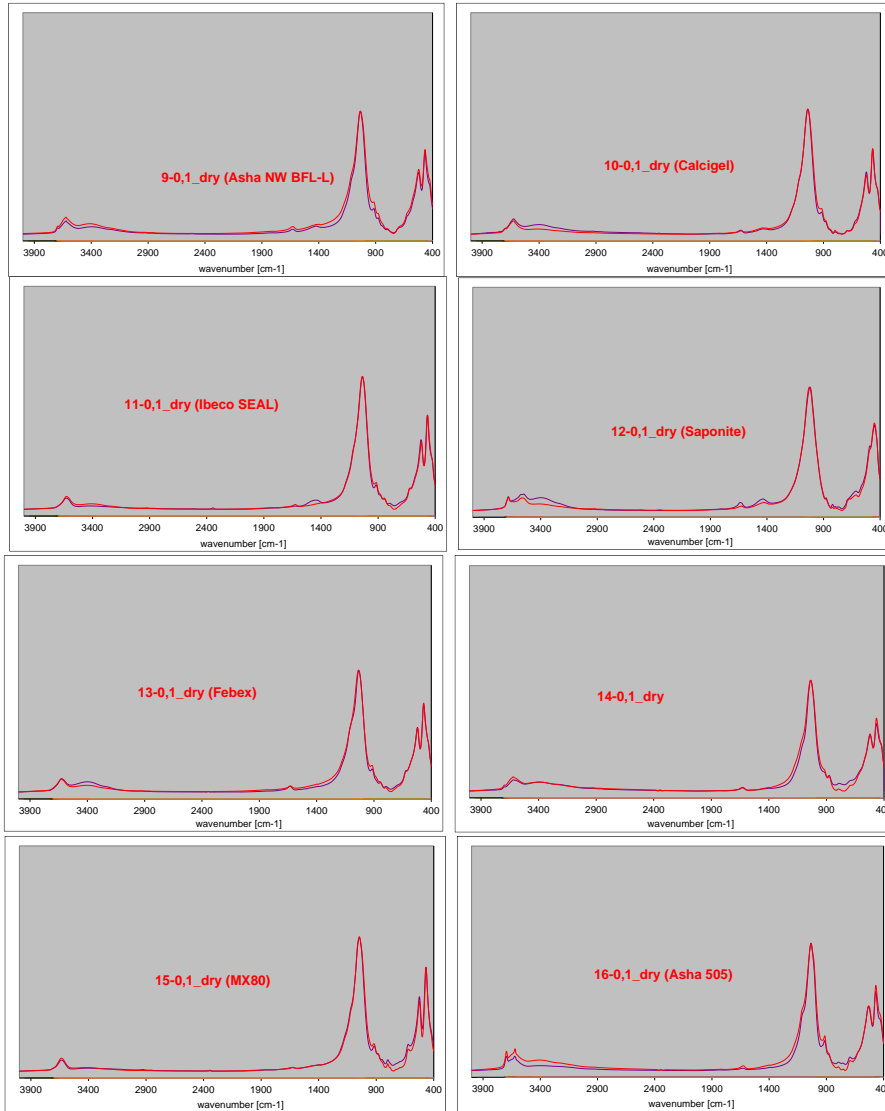 9-0,1_dry (Asha NW BFL-L)
3900 3400 2900 2400 1900 1400 900 400
wavenumber [cm-1]
10-0,1_dry (Calcigel)
3900 3400 2900 2400 1900 1400 900 400
wavenumber [cm-1]
11-0,1_dry (Ibeco SEAL)
3900 3400 2900 2400 1900 1400 900 400
wavenumber [cm-1]
12-0,1_dry (Saponite)
3900 3400 2900 2400 1900 1400 900 400
wavenumber [cm-1]
13-0,1_dry (Febex)
3900 3400 2900 2400 1900 1400 900 400
wavenumber [cm-1]
14-0,1_dry
3900 3400 2900 2400 1900 1400 900 40
wavenumber [cm-1]
15-0,1_dry (MX80)
3900 3400 2900 2400 1900 1400 900 400
wavenumber [cm-1]
16-0,1_dry (Asha 505)
3900 3400 2900 2400 1900 1400 900 400
wavenumber [cm-1]